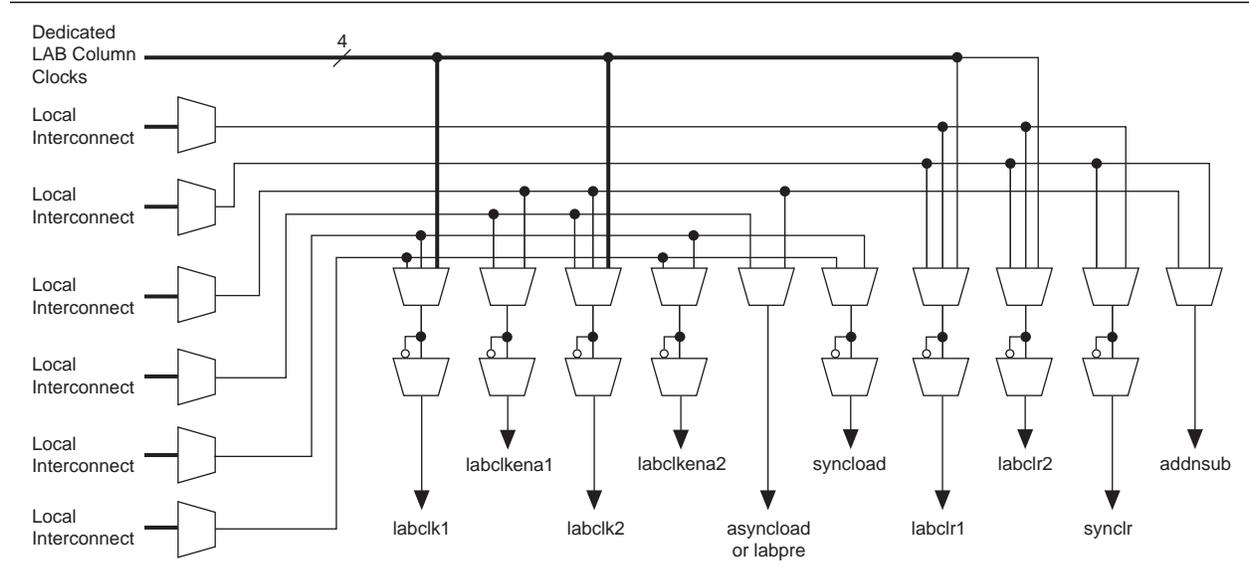 Dedicated
LAB Column
Clocks
4
Local
Interconnect
Local
Interconnect
Local
Interconnect
Local
Interconnect
Local
Interconnect
Local
Interconnect
labclkena1
labclkena2
syncload
labclr2
addnsub
labclk1
labclk2
asyncload
or labpre
labclr1
synclr